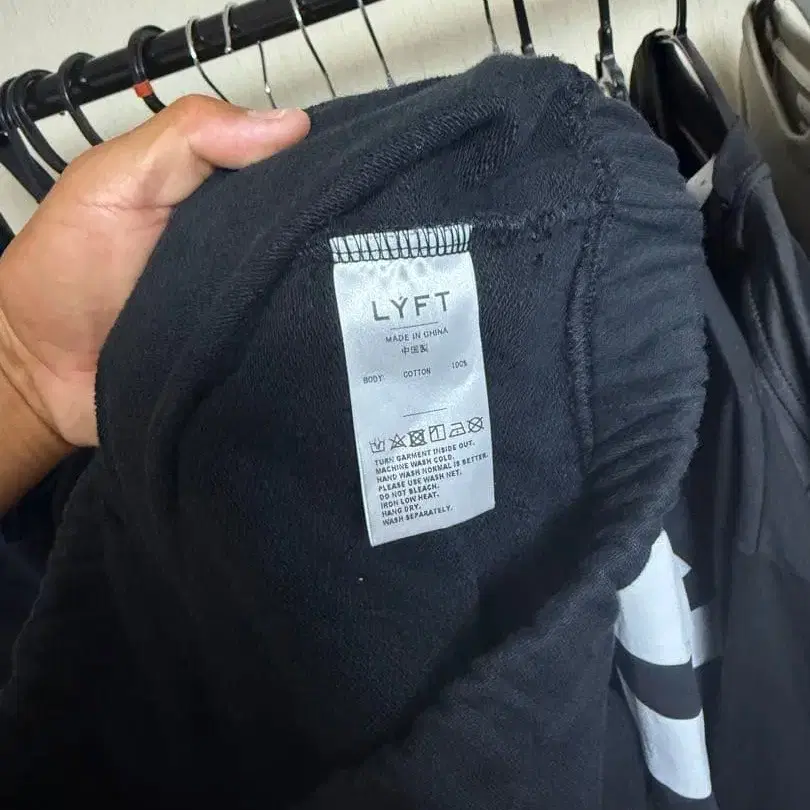 LYFT
MADE IN CHINA
中国製
BODY: COTTON 100%
TURN GARMENT INSIDE OUT.
MACHINE WASH COLD.
HAND WASH NORMAL IS BETTER.
PLEASE USE WASH NET.
DO NOT BLEACH.
IRON LOW HEAT.
HANG DRY.
WASH SEPARATELY.